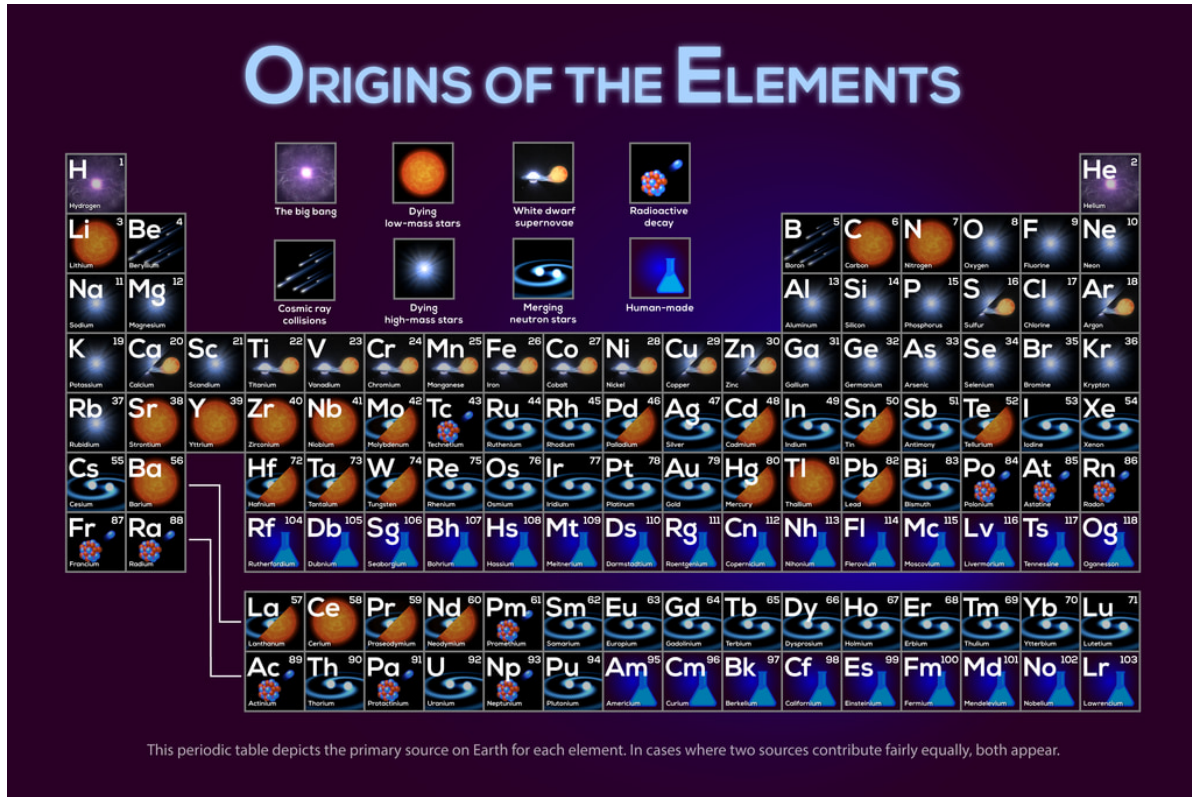 ORIGINS OF THE ELEMENTS
The big bang
Dying
low-mass stars
White dwarf
supernovae
Radioactive
decay
Cosmic ray
collisions
Dying
high-mass stars
Merging
neutron stars
Human-made
H 1 Hydrogen
He 2 Helium
Li 3 Lithium
Be 4 Beryllium
B 5 Boron
C 6 Carbon
N 7 Nitrogen
O 8 Oxygen
F 9 Fluorine
Ne 10 Neon
Na 11 Sodium
Mg 12 Magnesium
Al 13 Aluminum
Si 14 Silicon
P 15 Phosphorus
S 16 Sulfur
Cl 17 Chlorine
Ar 18 Argon
K 19 Potassium
Ca 20 Calcium
Sc 21 Scandium
Ti 22 Titanium
V 23 Vanadium
Cr 24 Chromium
Mn 25 Manganese
Fe 26 Iron
Co 27 Cobalt
Ni 28 Nickel
Cu 29 Copper
Zn 30 Zinc
Ga 31 Gallium
Ge 32 Germanium
As 33 Arsenic
Se 34 Selenium
Br 35 Bromine
Kr 36 Krypton
Rb 37 Rubidium
Sr 38 Strontium
Y 39 Yttrium
Zr 40 Zirconium
Nb 41 Niobium
Mo 42 Molybdenum
Tc 43 Technetium
Ru 44 Ruthenium
Rh 45 Rhodium
Pd 46 Palladium
Ag 47 Silver
Cd 48 Cadmium
In 49 Indium
Sn 50 Tin
Sb 51 Antimony
Te 52 Tellurium
I 53 Iodine
Xe 54 Xenon
Cs 55 Cesium
Ba 56 Barium
Hf 72 Hafnium
Ta 73 Tantalum
W 74 Tungsten
Re 75 Rhenium
Os 76 Osmium
Ir 77 Iridium
Pt 78 Platinum
Au 79 Gold
Hg 80 Mercury
Tl 81 Thallium
Pb 82 Lead
Bi 83 Bismuth
Po 84 Polonium
At 85 Astatine
Rn 86 Radon
Fr 87 Francium
Ra 88 Radium
Rf 104 Rutherfordium
Db 105 Dubnium
Sg 106 Seaborgium
Bh 107 Bohrium
Hs 108 Hassium
Mt 109 Meitnerium
Ds 110 Darmstadtium
Rg 111 Roentgenium
Cn 112 Copernicium
Nh 113 Nihonium
Fl 114 Flerovium
Mc 115 Moscovium
Lv 116 Livermorium
Ts 117 Tennessine
Og 118 Oganesson
La 57 Lanthanum
Ce 58 Cerium
Pr 59 Praseodymium
Nd 60 Neodymium
Pm 61 Promethium
Sm 62 Samarium
Eu 63 Europium
Gd 64 Gadolinium
Tb 65 Terbium
Dy 66 Dysprosium
Ho 67 Holmium
Er 68 Erbium
Tm 69 Thulium
Yb 70 Ytterbium
Lu 71 Lutetium
Ac 89 Actinium
Th 90 Thorium
Pa 91 Protactinium
U 92 Uranium
Np 93 Neptunium
Pu 94 Plutonium
Am 95 Americium
Cm 96 Curium
Bk 97 Berkelium
Cf 98 Californium
Es 99 Einsteinium
Fm 100 Fermium
Md 101 Mendelevium
No 102 Nobelium
Lr 103 Lawrencium
This periodic table depicts the primary source on Earth for each element. In cases where two sources contribute fairly equally, both appear.